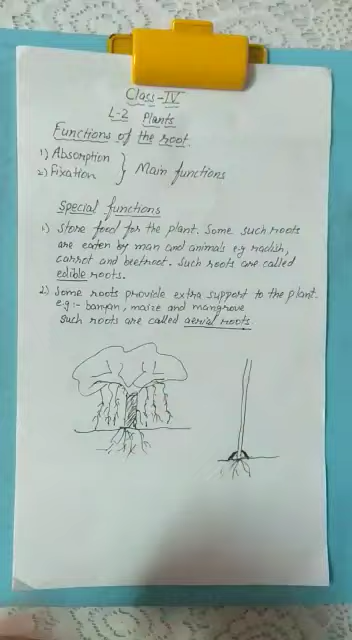 Class-IV
L-2 Plants
Functions of the root.
1) Absorption
2) Fixation } Main functions
Special functions
1) Store food for the plant. Some such roots
are eaten by man and animals e.g radish,
carrot and beetroot. Such roots are called
edible roots.
2) Some roots provide extra support to the plant.
e.g:- banyan, maize and mangrove
such roots are called aerial roots.